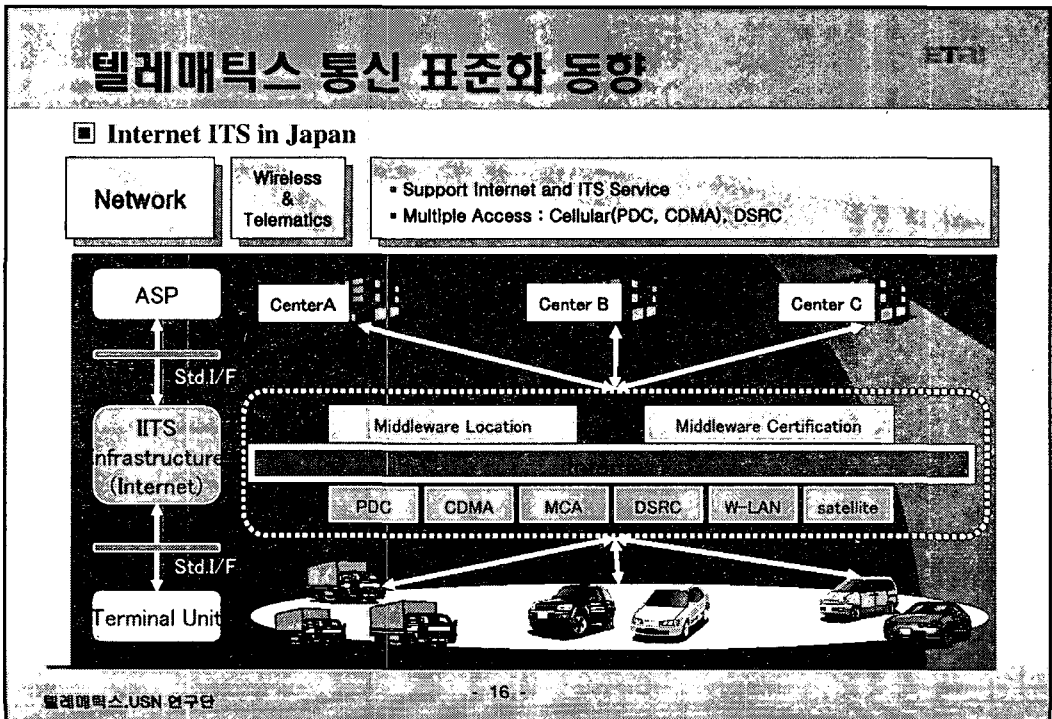 텔레매틱스 통신 표준화 동향
ETRI
Internet ITS in Japan
Network
Wireless
&
Telematics
▪ Support Internet and ITS Service
▪ Multiple Access : Cellular(PDC, CDMA), DSRC
ASP
Std.I/F
IITS
nfrastructure
(Internet)
Std.I/F
Terminal Unit
CenterA
Center B
Center C
Middleware Location
Middleware Certification
PDC
CDMA
MCA
DSRC
W-LAN
satellite
텔레매틱스.USN 연구단
- 16 -